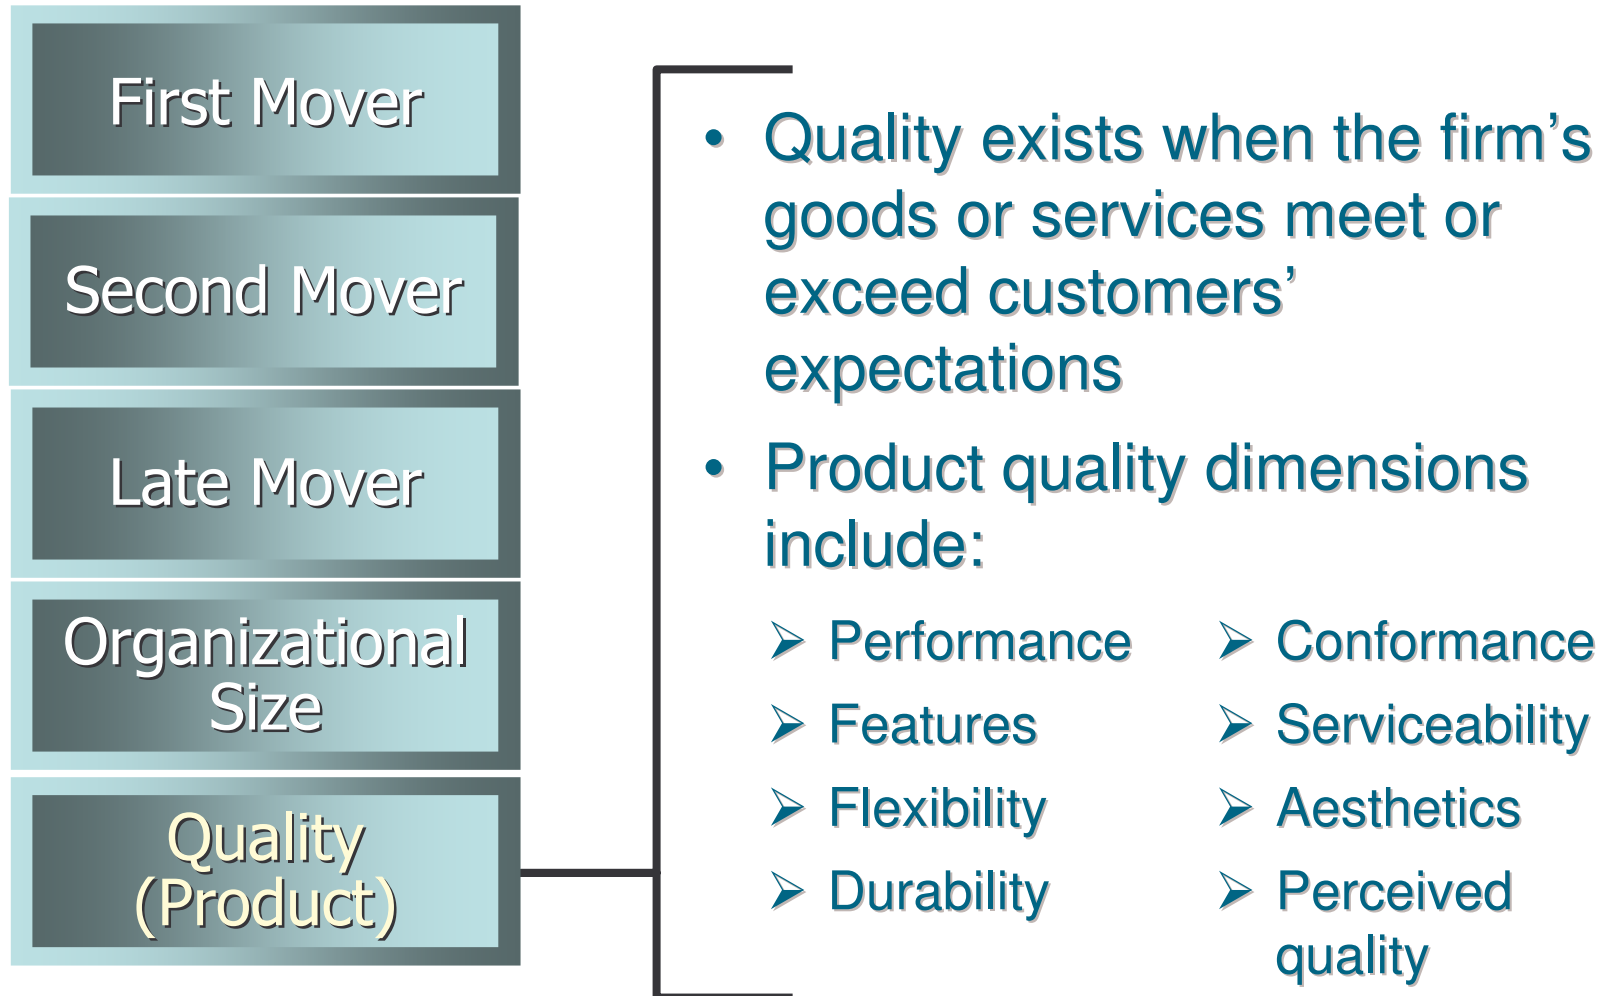 First Mover
Second Mover
Late Mover
Organizational
Size
Quality
(Product)
• Quality exists when the firm’s
goods or services meet or
exceed customers’
expectations
• Product quality dimensions
include:
➢ Performance
➢ Features
➢ Flexibility
➢ Durability
➢ Conformance
➢ Serviceability
➢ Aesthetics
➢ Perceived
quality